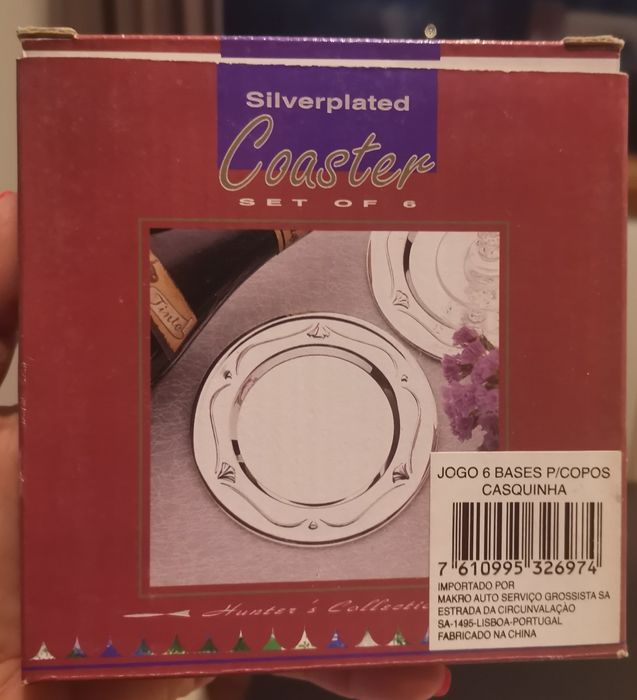 Silverplated
Coaster
SET OF 6
Tinto
Hunter's Collectio
JOGO 6 BASES P/COPOS
CASQUINHA
7 610995 326974
IMPORTADO POR
MAKRO AUTO SERVIÇO GROSSISTA SA
ESTRADA DA CIRCUNVALAÇÃO
SA-1495-LISBOA-PORTUGAL
FABRICADO NA CHINA